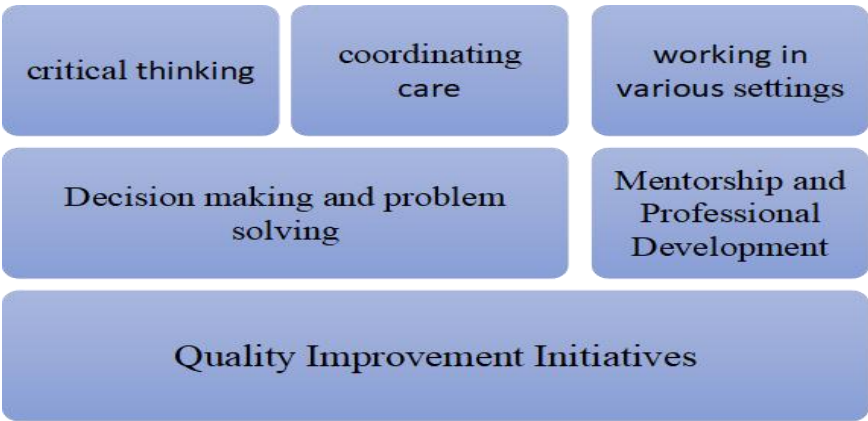 critical thinking
coordinating
care
working in
various settings
Decision making and problem
solving
Mentorship and
Professional
Development
Quality Improvement Initiatives